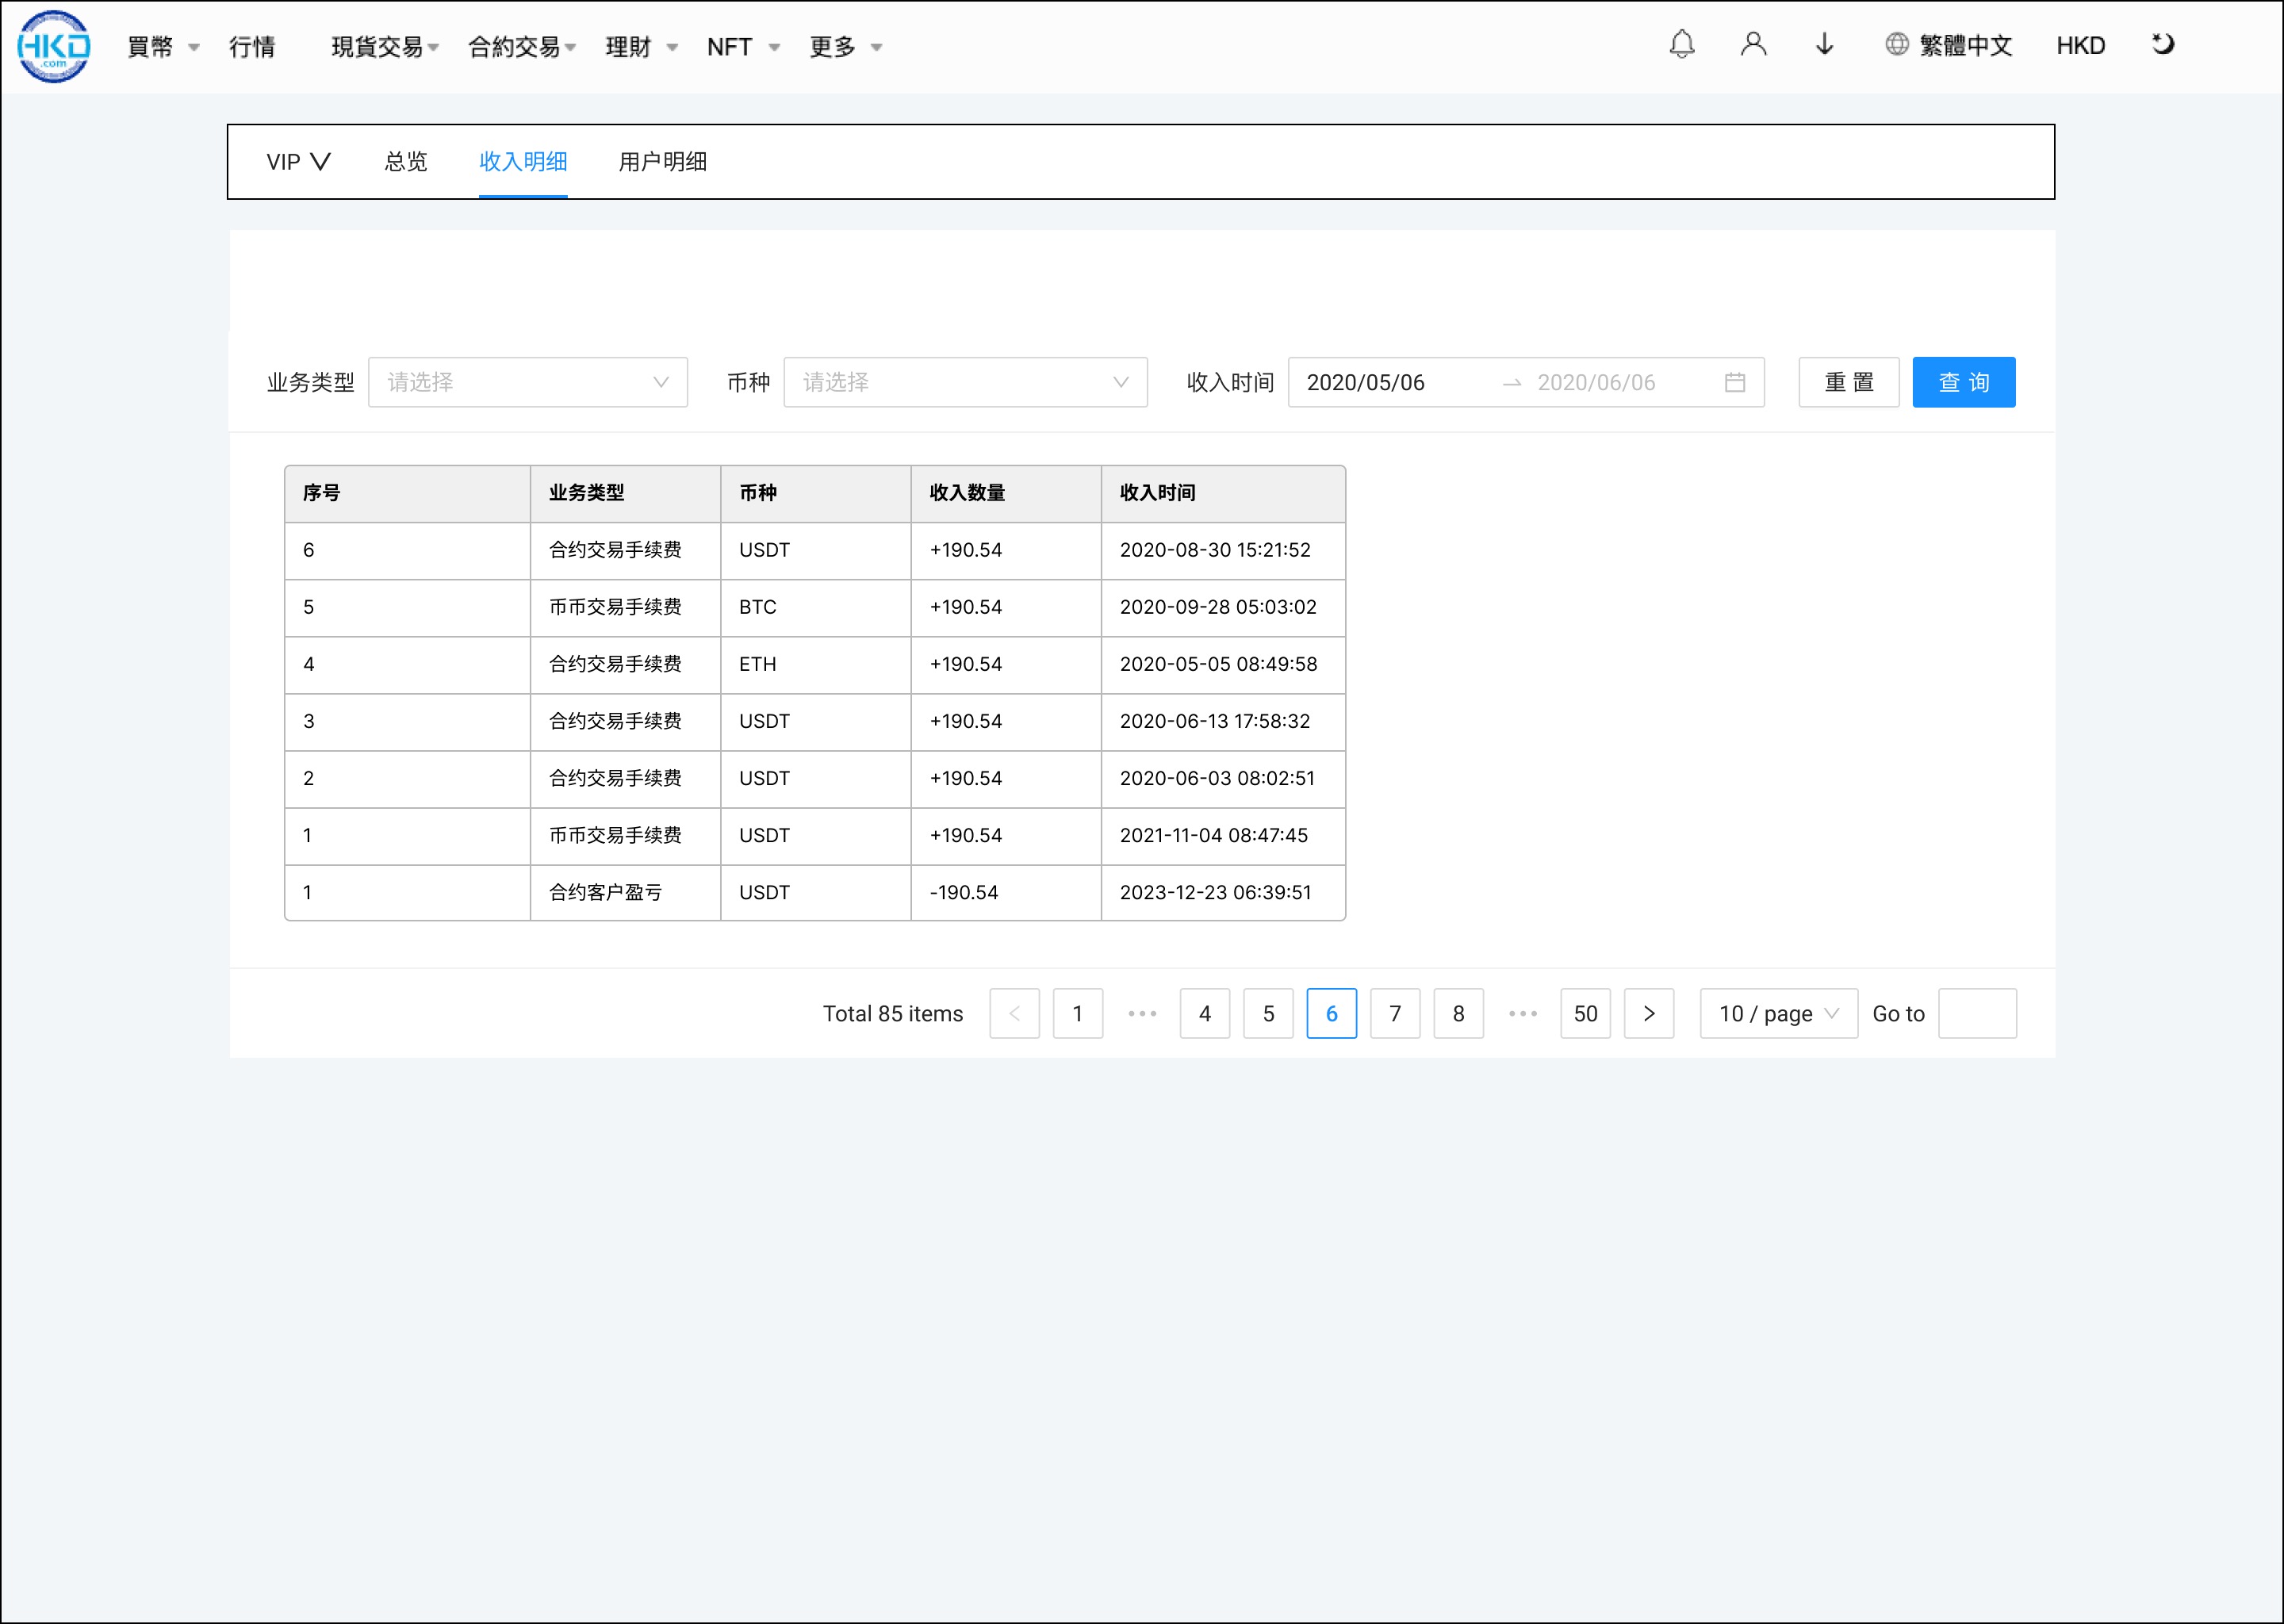 HKD
.com
買幣 行情 現貨交易 合約交易 理財 NFT 更多 繁體中文 HKD
VIP 总览 收入明细 用户明细
业务类型 请选择 币种 请选择 收入时间 2020/05/06 2020/06/06 重置 查询
序号 业务类型 币种 收入数量 收入时间
6 合约交易手续费 USDT +190.54 2020-08-30 15:21:52
5 币币交易手续费 BTC +190.54 2020-09-28 05:03:02
4 合约交易手续费 ETH +190.54 2020-05-05 08:49:58
3 合约交易手续费 USDT +190.54 2020-06-13 17:58:32
2 合约交易手续费 USDT +190.54 2020-06-03 08:02:51
1 币币交易手续费 USDT +190.54 2021-11-04 08:47:45
1 合约客户盈亏 USDT -190.54 2023-12-23 06:39:51
Total 85 items < 1 ••• 4 5 6 7 8 ••• 50 > 10 / page Go to